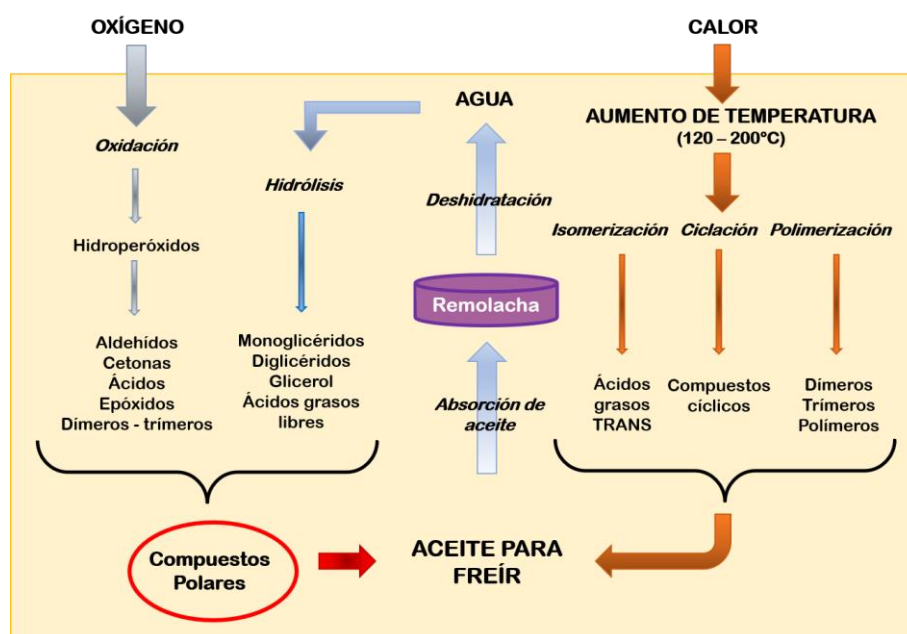 OXÍGENO
CALOR
AGUA
AUMENTO DE TEMPERATURA
(120 – 200ºC)
Oxidación
Hidrólisis
Deshidratación
Isomerización
Ciclación
Polimerización
Hidroperóxidos
Remolacha
Aldehídos
Cetonas
Ácidos
Epóxidos
Dímeros - trímeros
Monoglicéridos
Diglicéridos
Glicerol
Ácidos grasos
libres
Absorción de
aceite
Ácidos
grasos
TRANS
Compuestos
cíclicos
Dímeros
Trímeros
Polímeros
Compuestos
Polares
ACEITE PARA
FREÍR